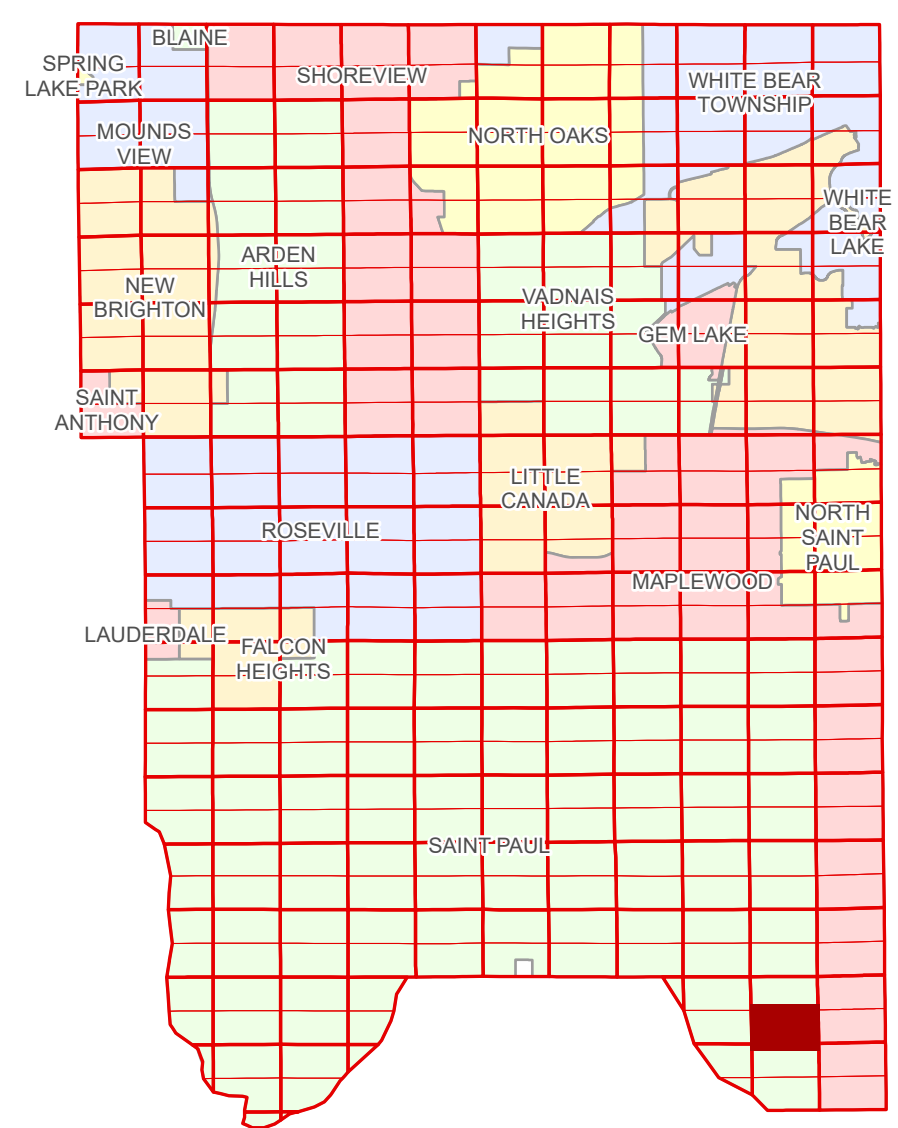 BLAINE
SPRING
LAKE PARK
SHOREVIEW
WHITE BEAR
TOWNSHIP
MOUNDS
VIEW
NORTH OAKS
WHITE
BEAR
LAKE
ARDEN
HILLS
NEW
BRIGHTON
VADNAIS
HEIGHTS
GEM LAKE
SAINT
ANTHONY
LITTLE
CANADA
ROSEVILLE
NORTH
SAINT
PAUL
MAPLEWOOD
LAUDERDALE
FALCON
HEIGHTS
SAINT PAUL